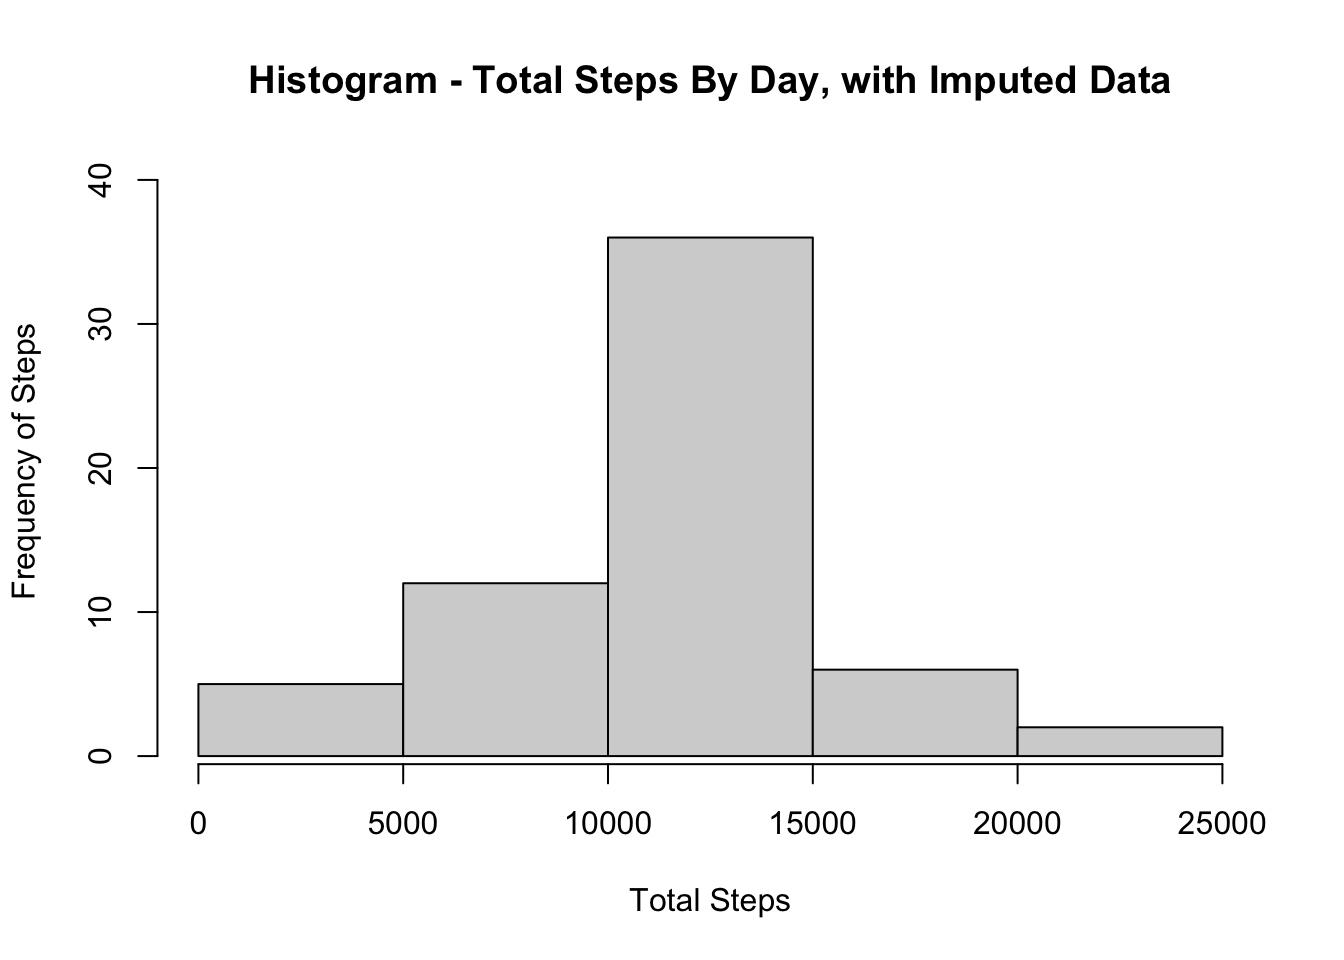 Histogram - Total Steps By Day, with Imputed Data
40
30
20
10
0
Frequency of Steps
0 5000 10000 15000 20000 25000
Total Steps